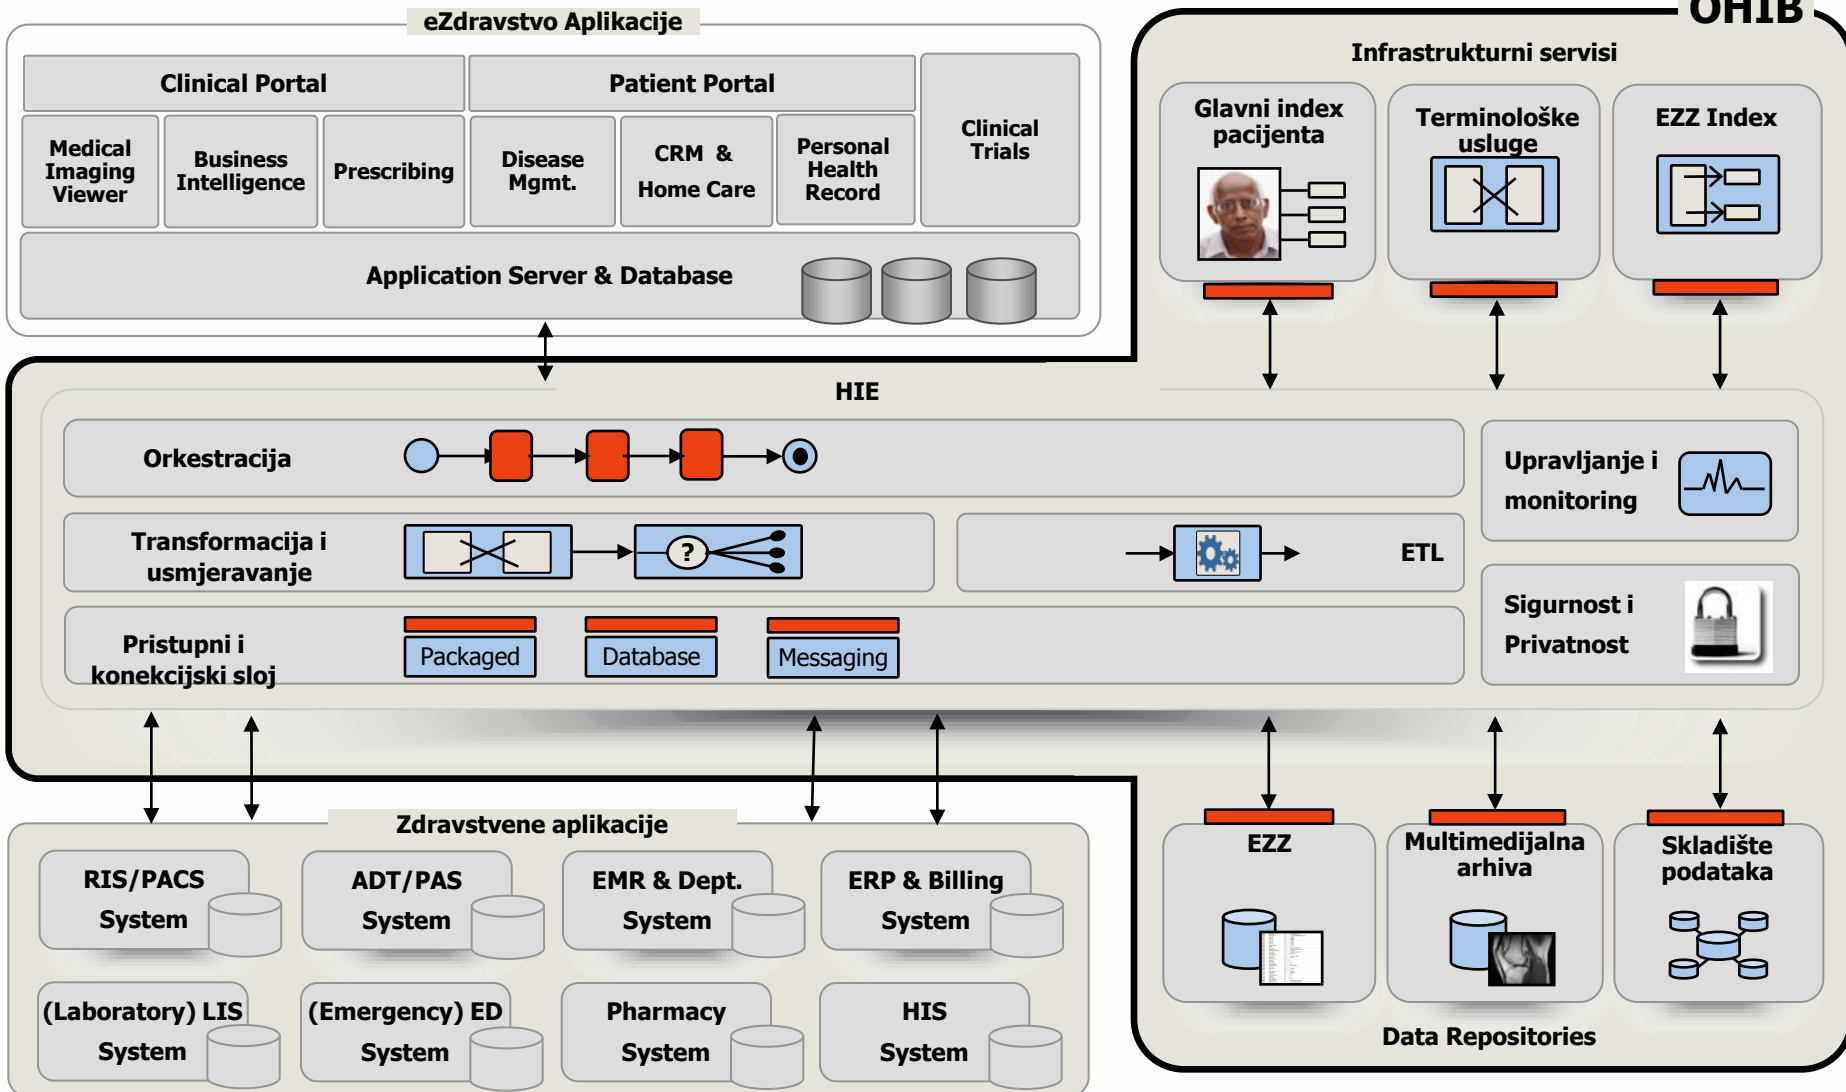 OHIB
eZdravstvo Aplikacije
Clinical Portal
Patient Portal
Clinical
Trials
Medical
Imaging
Viewer
Business
Intelligence
Prescribing
Disease
Mgmt.
CRM &
Home Care
Personal
Health
Record
Application Server & Database
Infrastrukturni servisi
Glavni index
pacijenta
Terminološke
usluge
EZZ Index
HIE
Orkestracija
Transformacija i
usmjeravanje
?
ETL
Pristupni i
konekcijski sloj
Packaged
Database
Messaging
Upravljanje i
monitoring
Sigurnost i
Privatnost
Zdravstvene aplikacije
RIS/PACS
System
ADT/PAS
System
EMR & Dept.
System
ERP & Billing
System
(Laboratory) LIS
System
(Emergency) ED
System
Pharmacy
System
HIS
System
EZZ
Multimedijalna
arhiva
Skladište
podataka
Data Repositories